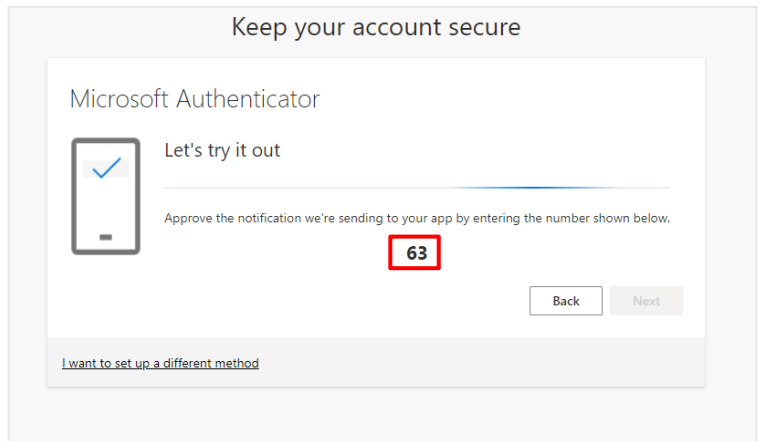 Keep your account secure
Microsoft Authenticator
Let's try it out
Approve the notification we're sending to your app by entering the number shown below.
63
Back
Next
I want to set up a different method